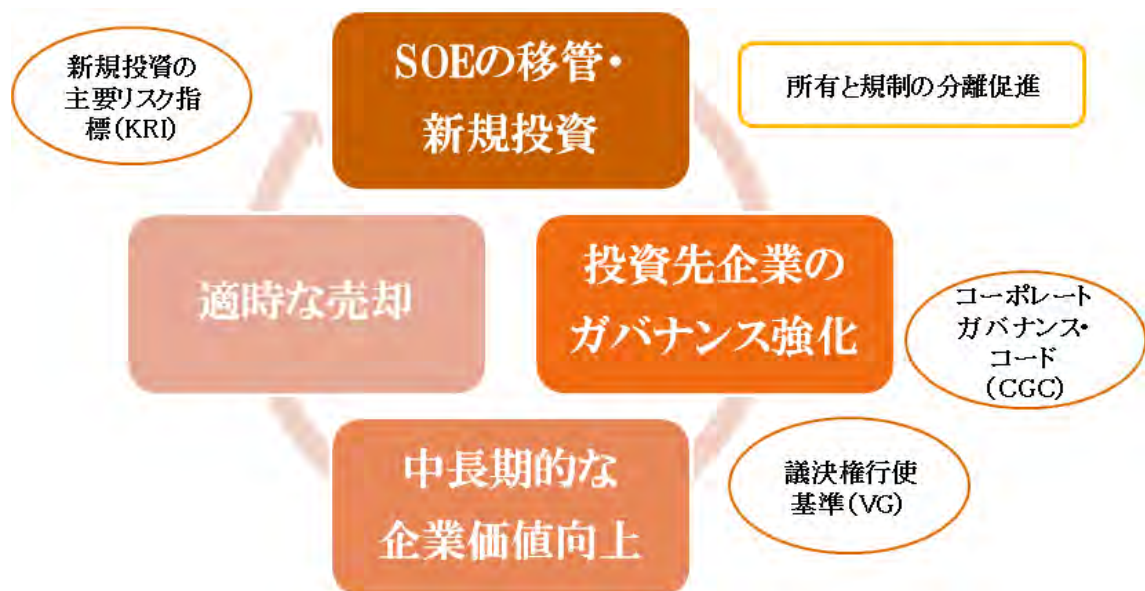 新規投資の
主要リスク指
標(KRI)
SOEの移管・
新規投資
所有と規制の分離促進
適時な売却
投資先企業の
ガバナンス強化
コーポレート
ガバナンス・
コード
(CGC)
中長期的な
企業価値向上
議決権行使
基準(VG)